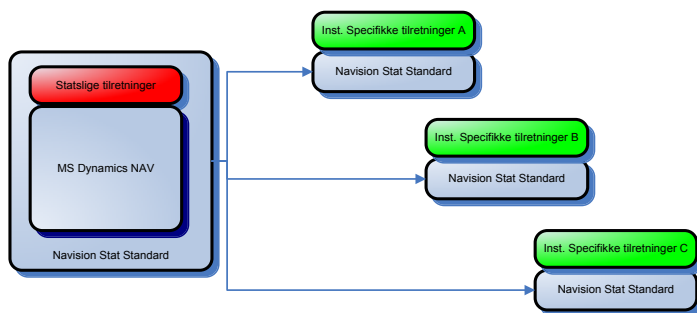 Statslige tilretninger
MS Dynamics NAV
Navision Stat Standard
Inst. Specifikke tilretninger A
Navision Stat Standard
Inst. Specifikke tilretninger B
Navision Stat Standard
Inst. Specifikke tilretninger C
Navision Stat Standard